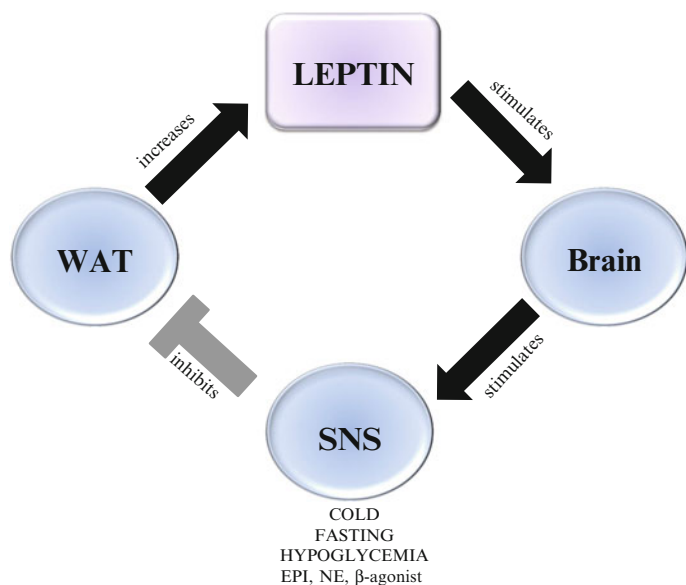 LEPTIN
increases
stimulates
WAT
Brain
inhibits
stimulates
SNS
COLD
FASTING
HYPOGLYCEMIA
EPI, NE, β-agonist